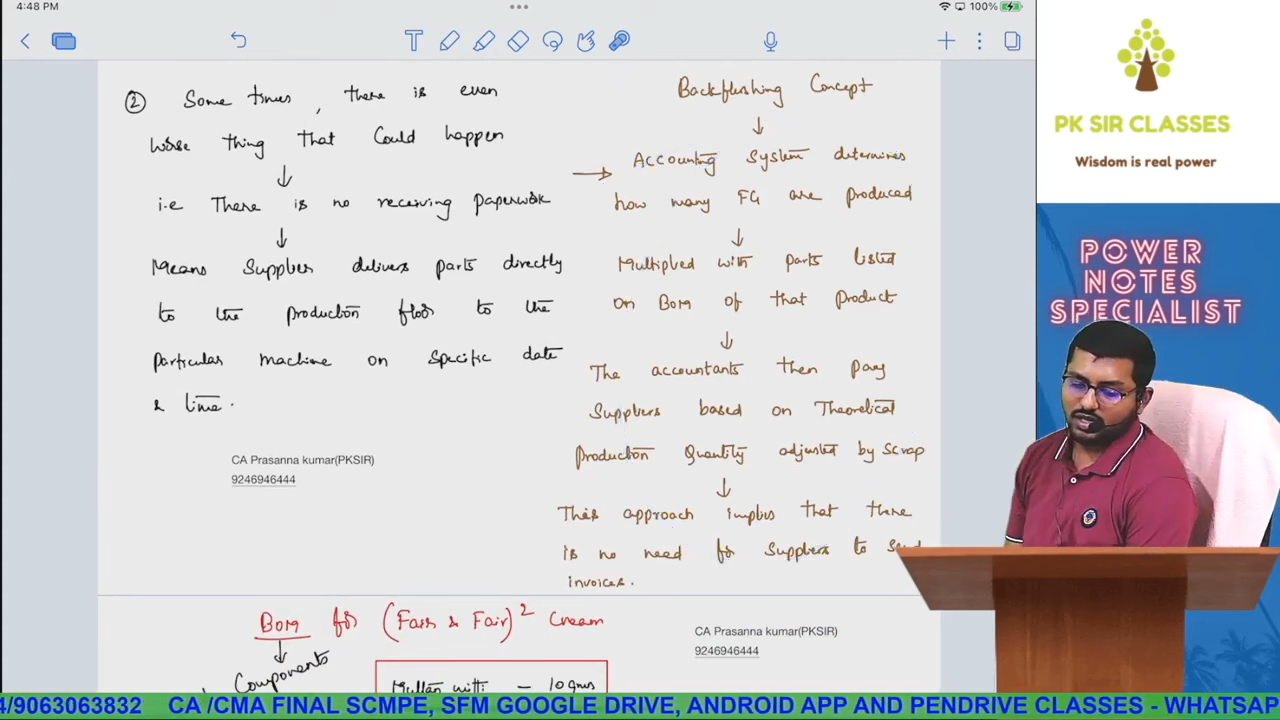 4:48 PM
100%
② Some times, there is even
worse thing that could happen
↓
i.e There is no receiving paperwork
↓
Means Supplier delivers parts directly
to the production floor to the
Particular machine on specific date
& time.
CA Prasanna kumar(PKSIR)
9246946444
Backflushing Concept
↓
→ Accounting System determines
how many FG are produced
↓
Multiplied with parts listed
on Bom of that Product
↓
The accountants then pay
Suppliers based on Theoretical
production Quantity adjusted by scrap
↓
This approach implies that there
is no need for Suppliers to send
invoices.
Bom for (Fair & Fair)² Cream
↓
Components
Multani mitti – 10 gms
CA Prasanna kumar(PKSIR)
9246946444
PK SIR CLASSES
Wisdom is real power
POWER
NOTES
SPECIALIST
4/9063063832 CA /CMA FINAL SCMPE, SFM GOOGLE DRIVE, ANDROID APP AND PENDRIVE CLASSES - WHATSAP